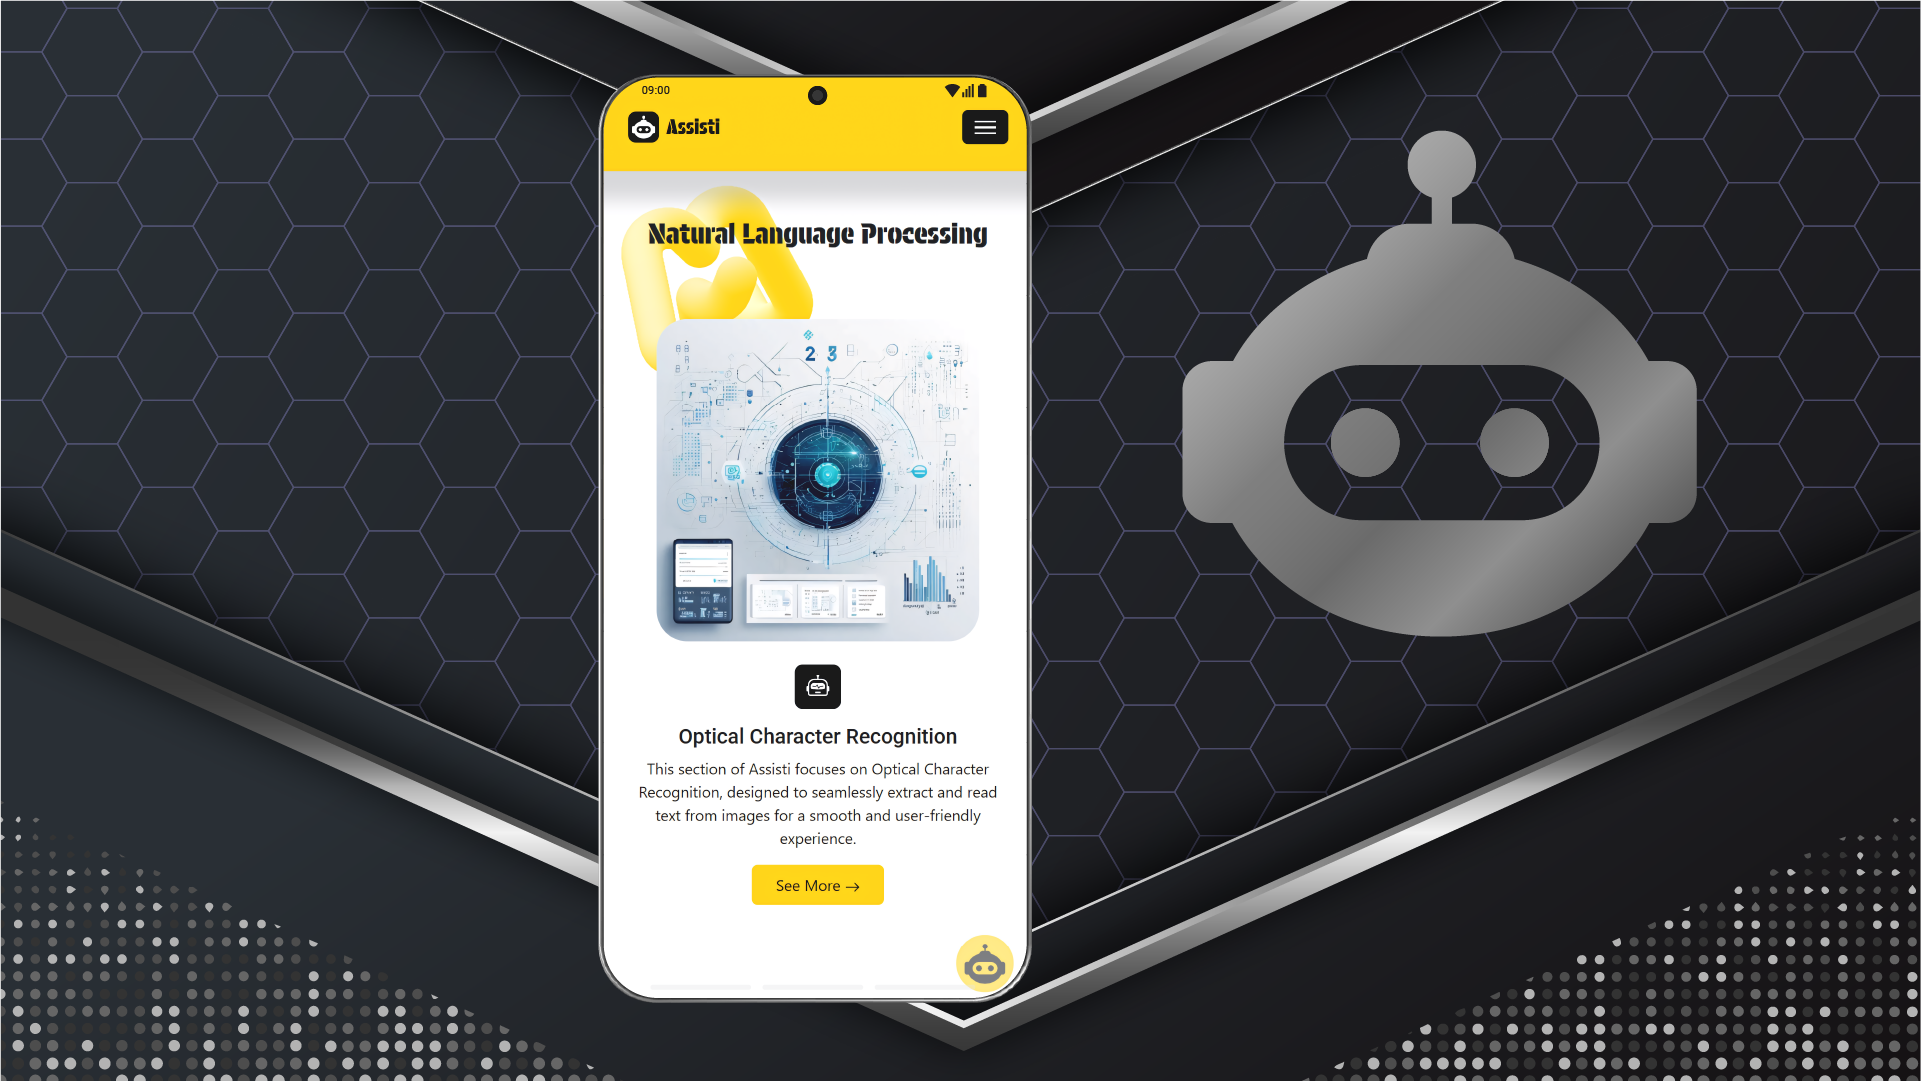 09:00
Assisti
Natural Language Processing
2 3
Optical Character Recognition
This section of Assisti focuses on Optical Character
Recognition, designed to seamlessly extract and read
text from images for a smooth and user-friendly
experience.
See More →